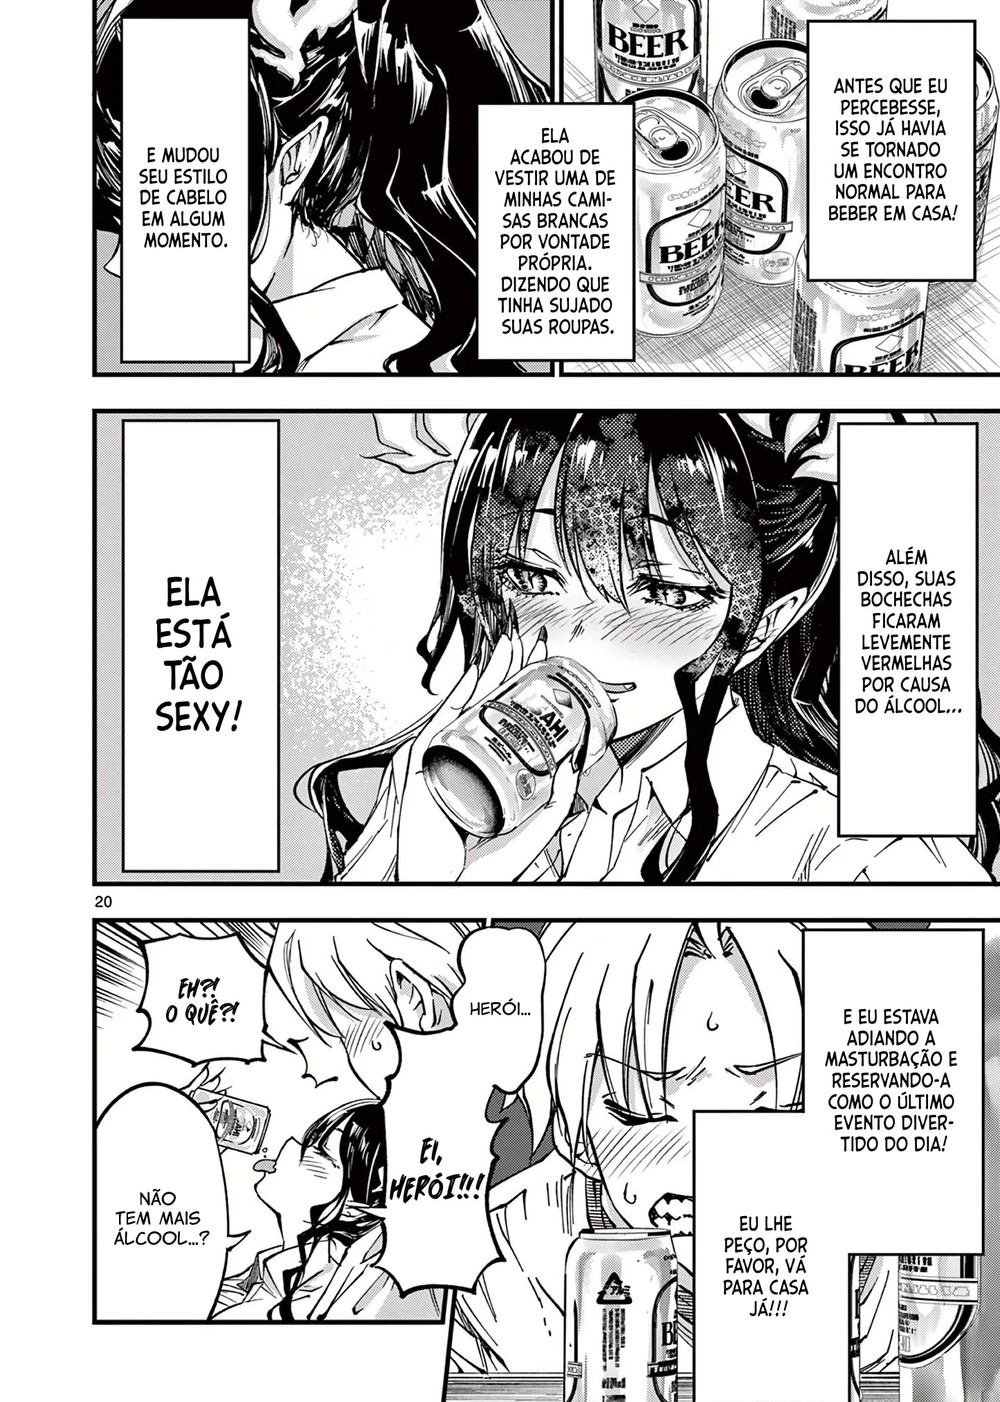 ANTES QUE EU
PERCEBESSE,
ISSO JÁ HAVIA
SE TORNADO
UM ENCONTRO
NORMAL PARA
BEBER EM CASA!
BEER
BEER
BEER
BEER
ELA
ACABOU DE
VESTIR UMA DE
MINHAS CAMI-
SAS BRANCAS
POR VONTADE
PRÓPRIA.
DIZENDO QUE
TINHA SUJADO
SUAS ROUPAS.
E MUDOU
SEU ESTILO
DE CABELO
EM ALGUM
MOMENTO.
ALÉM
DISSO, SUAS
BOCHECHAS
FICARAM
LEVEMENTE
VERMELHAS
POR CAUSA
DO ÁLCOOL...
ELA
ESTÁ
TÃO
SEXY!
20
E EU ESTAVA
ADIANDO A
MASTURBAÇÃO E
RESERVANDO-A
COMO O ÚLTIMO
EVENTO DIVER-
TIDO DO DIA!
EU LHE
PEÇO, POR
FAVOR, VÁ
PARA CASA
JÁ!!!
HERÓI...
EI,
HERÓI!!!
EH?!
O QUÊ?!
NÃO
TEM MAIS
ÁLCOOL...?